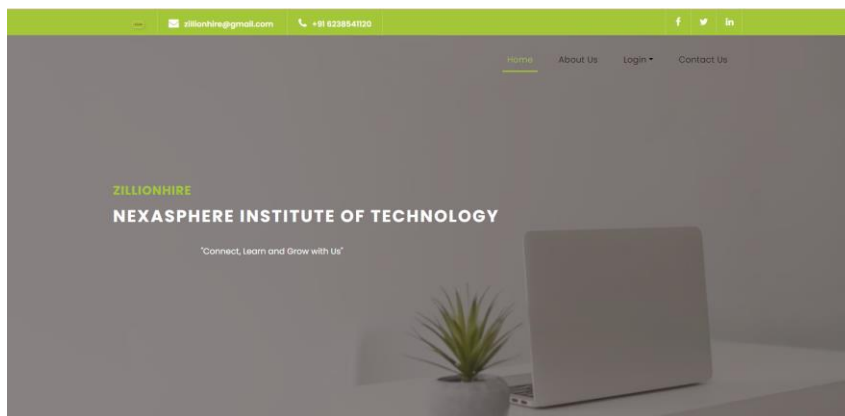 zillionhire@gmail.com +91 6238541120 f in
Home About Us Login Contact Us
ZILLIONHIRE
NEXASPHERE INSTITUTE OF TECHNOLOGY
"Connect, Learn and Grow with Us"